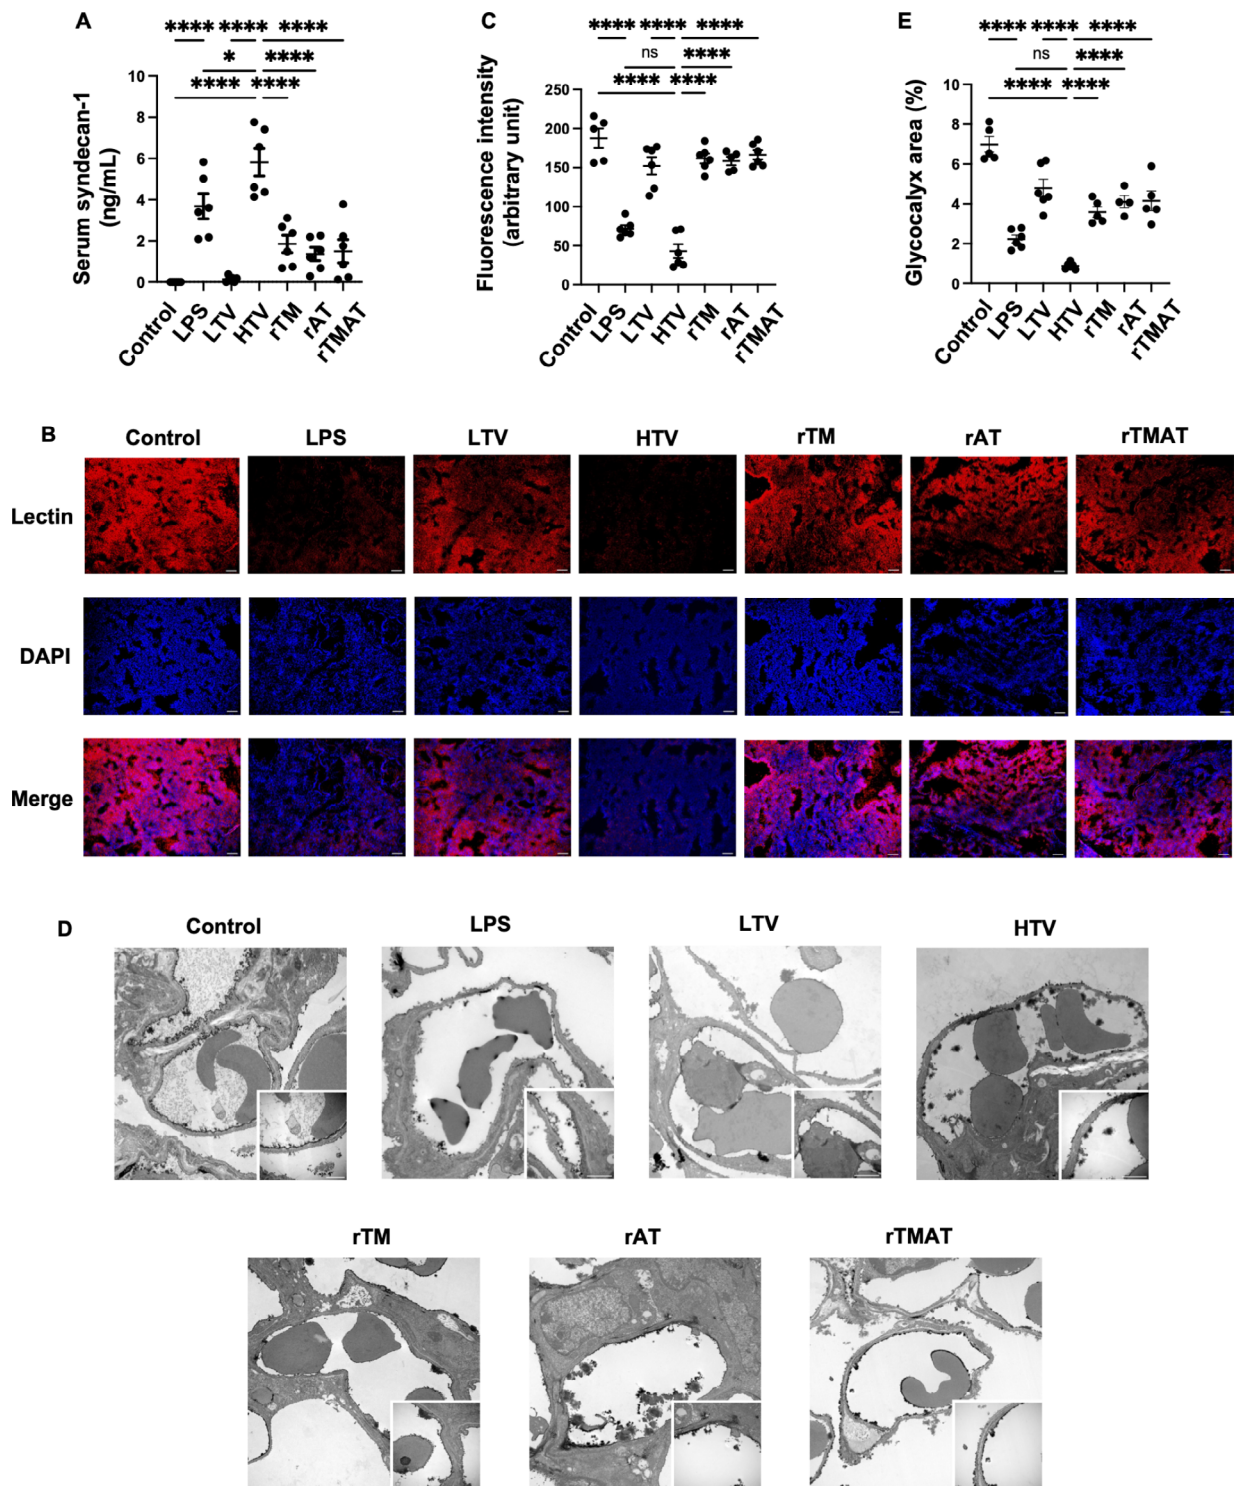 A
**** **** ****
* ****
**** **** ****
Serum syndecan-1
(ng/mL)
10
8
6
4
2
0
Control
LPS
LTV
HTV
rTM
rAT
rTMAT
C
**** **** ****
ns ****
**** ****
Fluorescence intensity
(arbitrary unit)
250
200
150
100
50
0
Control
LPS
LTV
HTV
rTM
rAT
rTMAT
E
**** **** ****
ns ****
**** ****
Glycocalyx area (%)
10
8
6
4
2
0
Control
LPS
LTV
HTV
rTM
rAT
rTMAT
B
Control LPS LTV HTV rTM rAT rTMAT
Lectin
DAPI
Merge
D
Control LPS LTV HTV
rTM rAT rTMAT